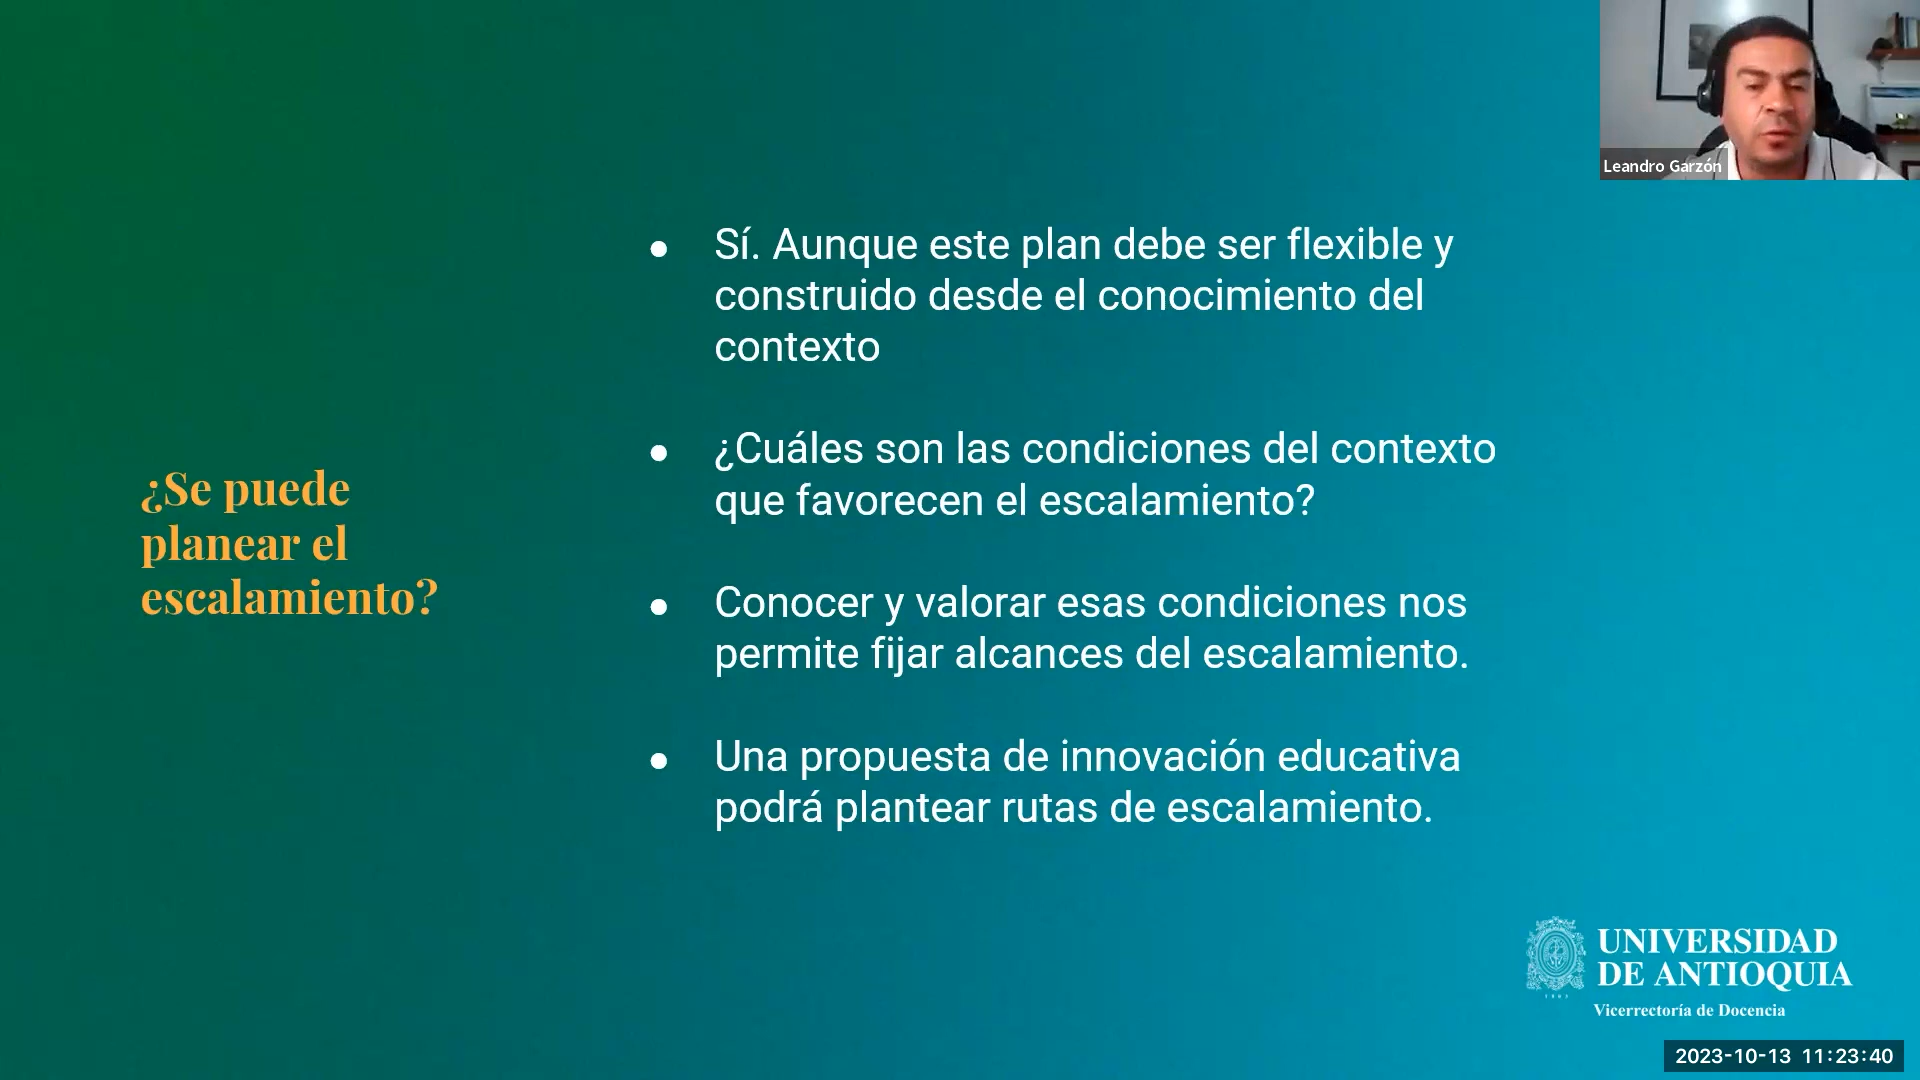 Leandro Garzón
¿Se puede
planear el
escalamiento?
● Sí. Aunque este plan debe ser flexible y
construido desde el conocimiento del
contexto
● ¿Cuáles son las condiciones del contexto
que favorecen el escalamiento?
● Conocer y valorar esas condiciones nos
permite fijar alcances del escalamiento.
● Una propuesta de innovación educativa
podrá plantear rutas de escalamiento.
UNIVERSIDAD
DE ANTIOQUIA
1803
Vicerrectoría de Docencia
2023-10-13 11:23:40